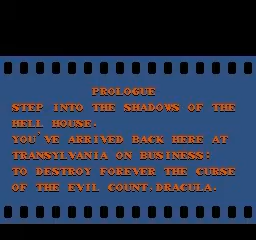 PROLOGUE
STEP INTO THE SHADOWS OF THE
HELL HOUSE.
YOU'VE ARRIVED BACK HERE AT
TRANSYLVANIA ON BUSINESS:
TO DESTROY FOREVER THE CURSE
OF THE EVIL COUNT,DRACULA.